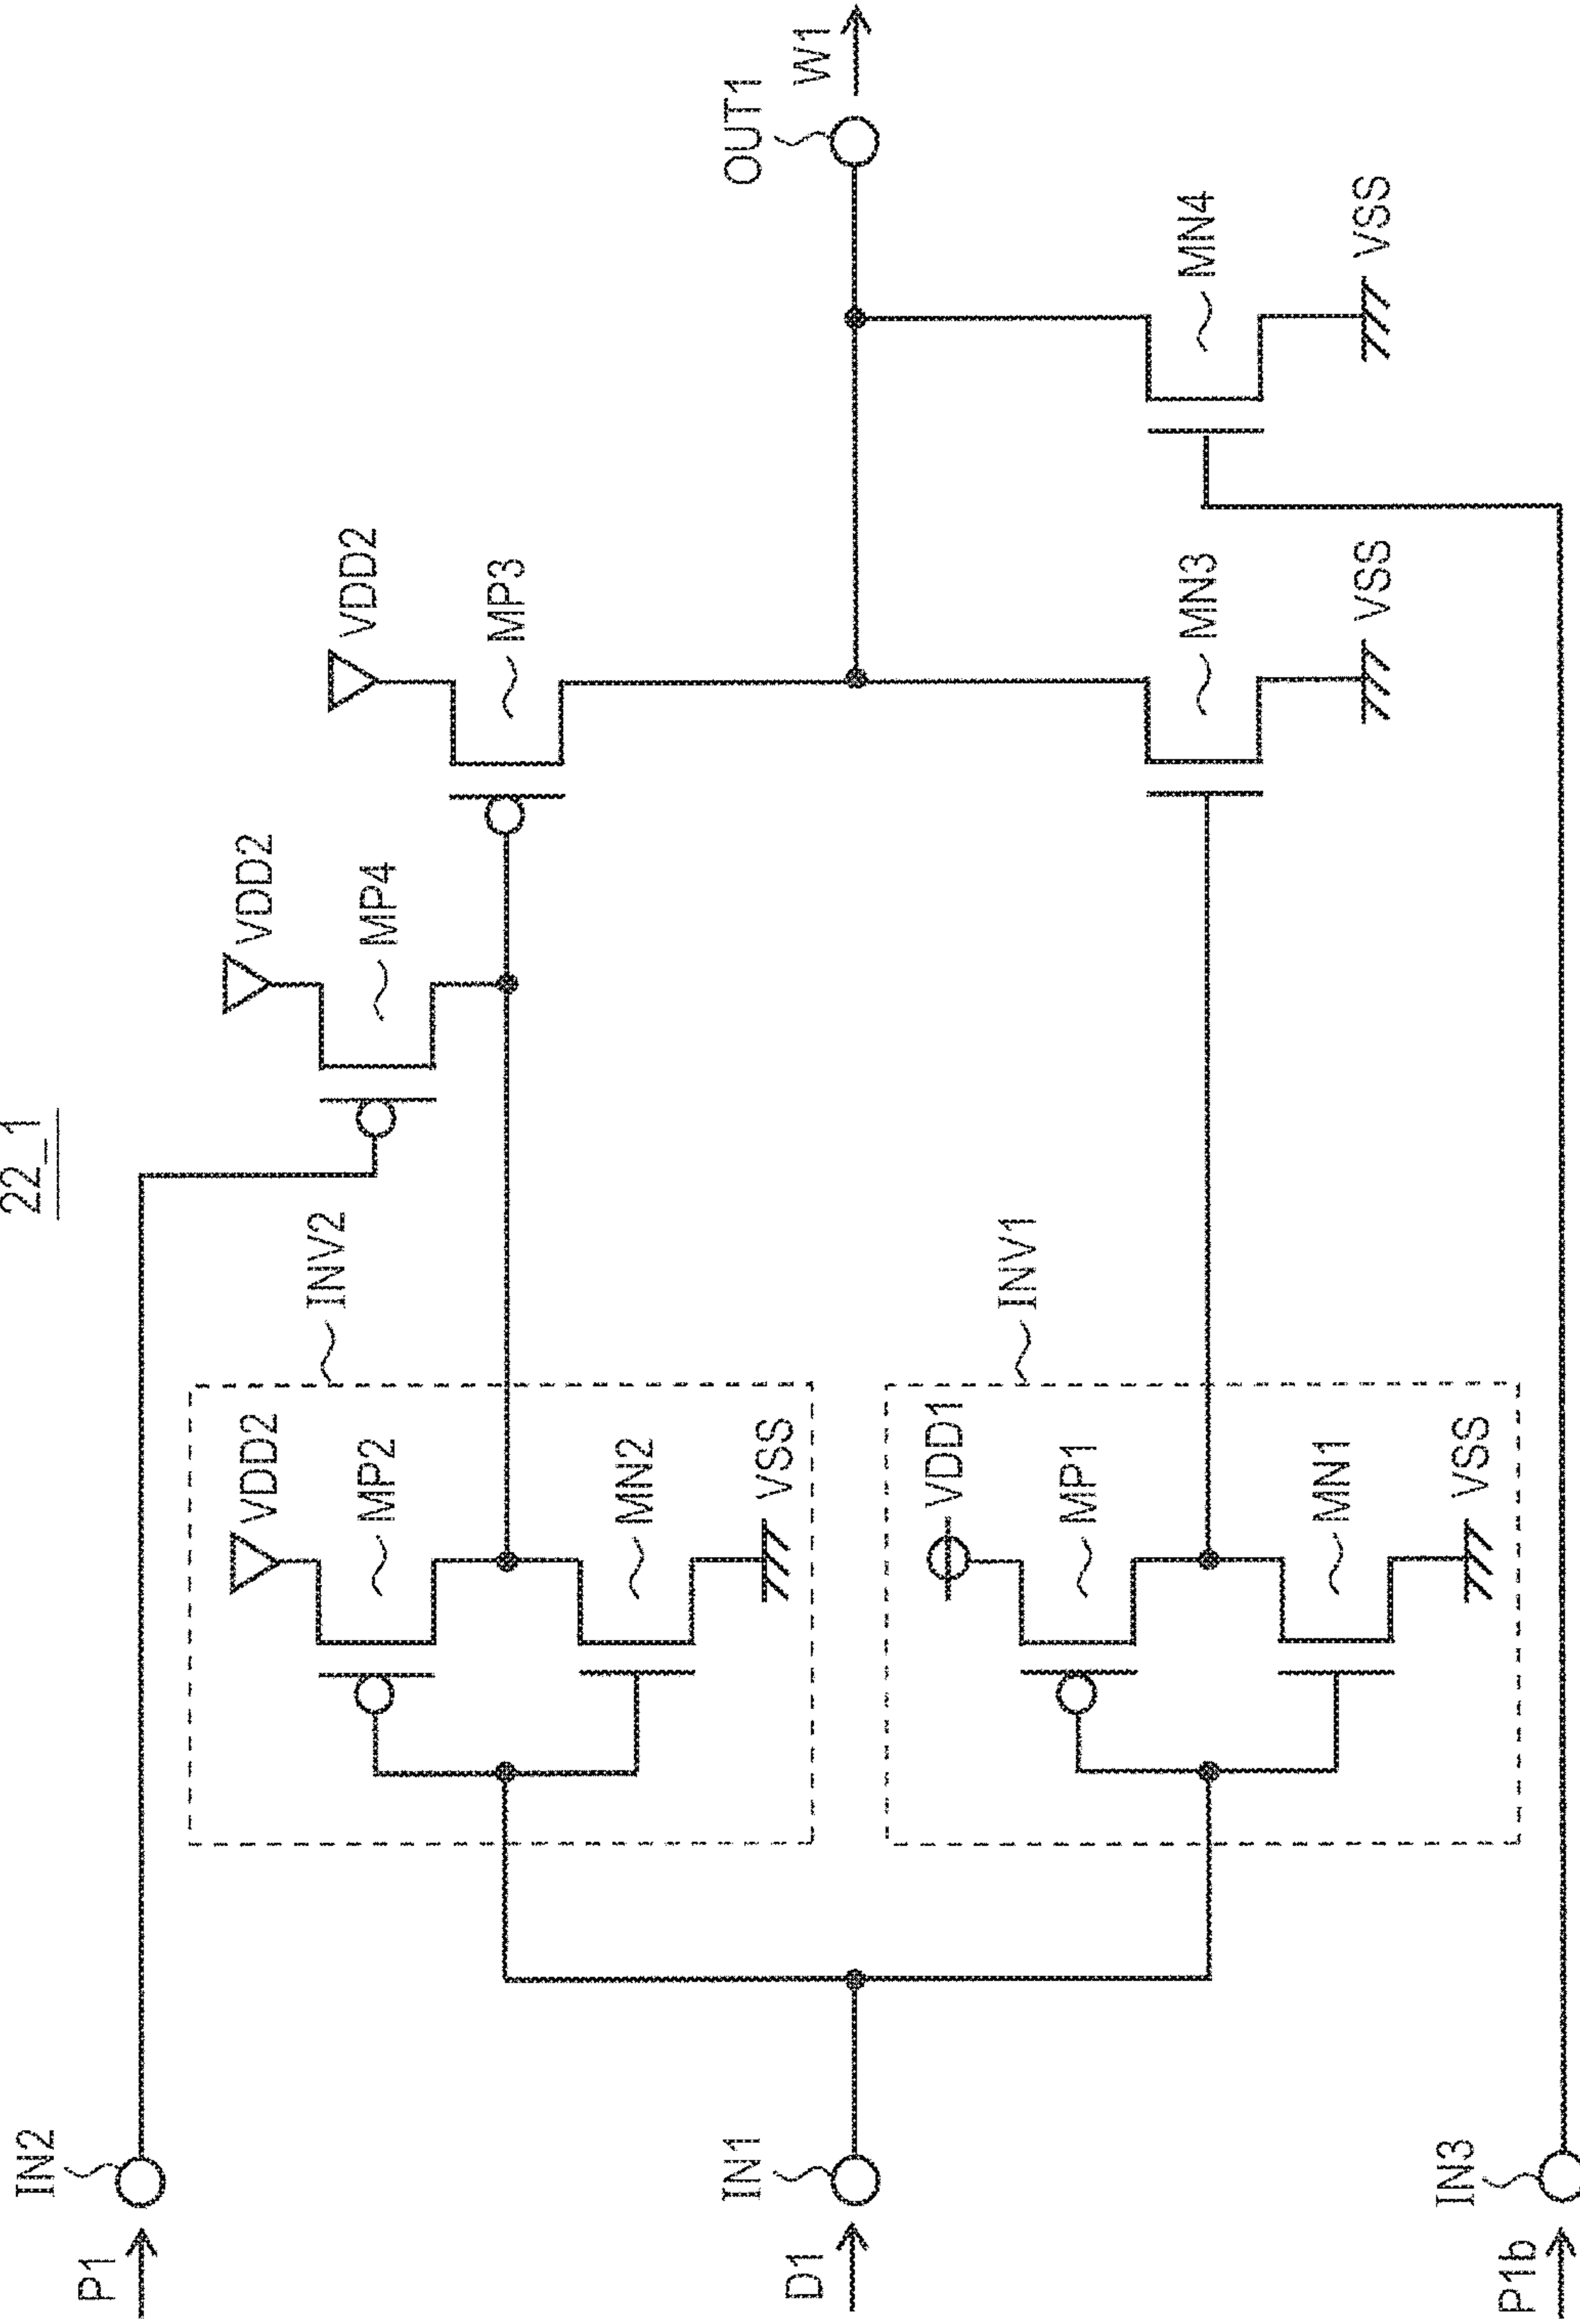 22_1
P1
IN2
VDD2
MP4
VDD2
MP3
INV2
VDD2
MP2
MN2
VSS
D1
IN1
OUT1
W1
INV1
VDD1
MP1
MN1
VSS
MN3
VSS
MN4
VSS
P1b
IN3